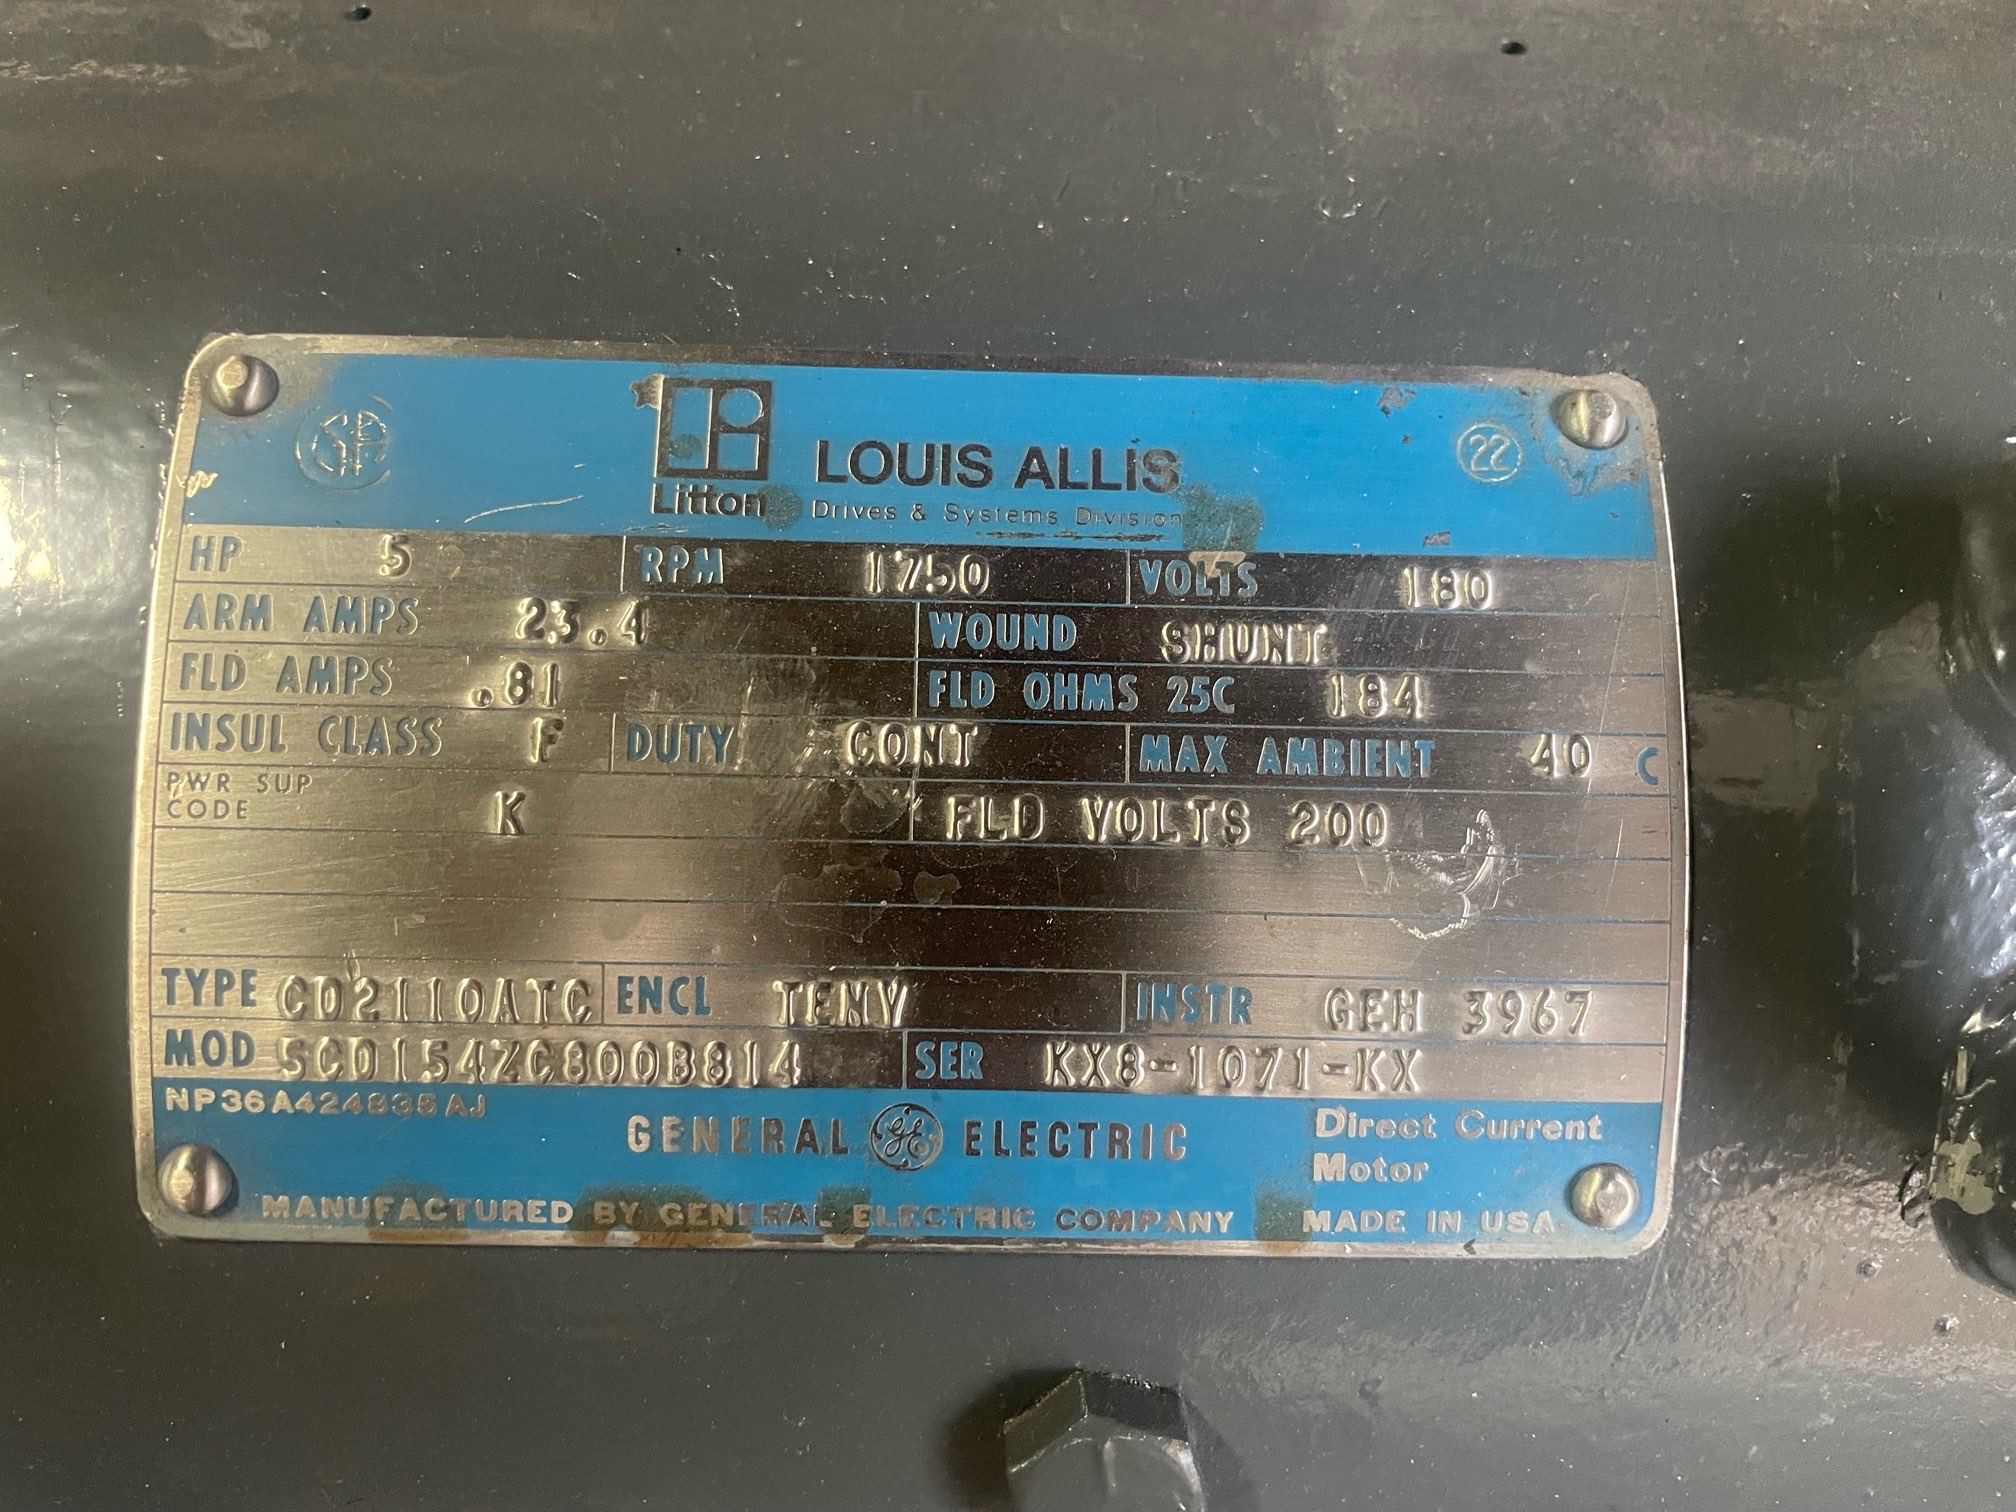 SA
Litton
LOUIS ALLIS
22
Drives & Systems Division
HP 5 RPM 1750 VOLTS 180
ARM AMPS 23.4 WOUND SHUNT
FLD AMPS .81 FLD OHMS 25C 184
INSUL CLASS F DUTY CONT MAX AMBIENT 40 C
PWR SUP
CODE K FLD VOLTS 200
TYPE CD2110ATC ENCL TENV INSTR GEH 3967
MOD 5CD154ZC800B814 SER KX8-1071-KX
NP36A424835AJ
GENERAL GE ELECTRIC
Direct Current
Motor
MANUFACTURED BY GENERAL ELECTRIC COMPANY MADE IN USA